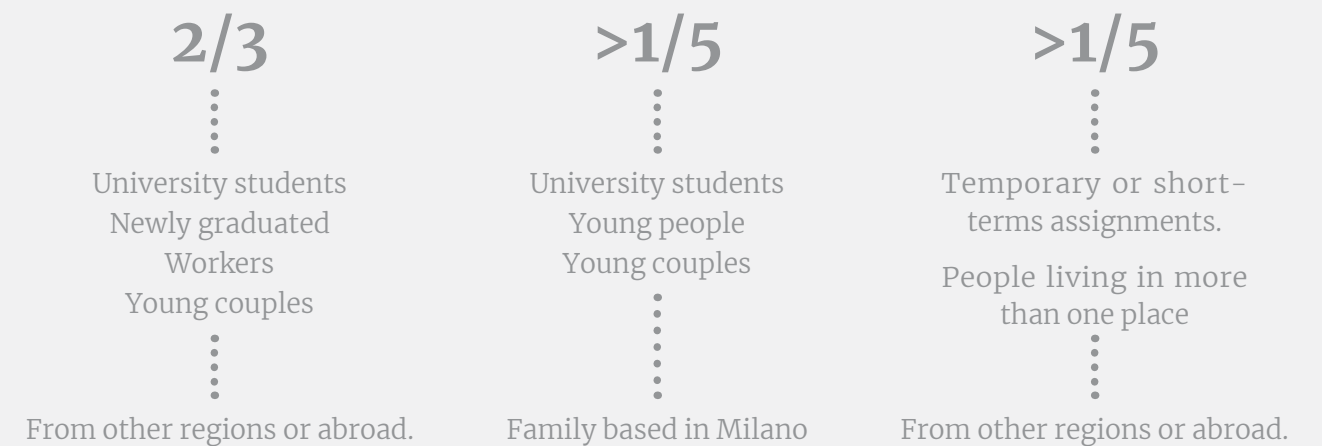 2/3
University students
Newly graduated
Workers
Young couples
From other regions or abroad.
>1/5
University students
Young people
Young couples
Family based in Milano
>1/5
Temporary or short-
terms assignments.
People living in more
than one place
From other regions or abroad.